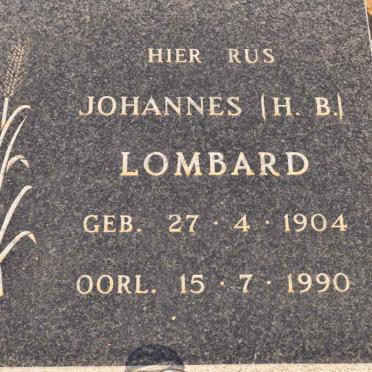 HIER RUS
JOHANNES (H. B.)
LOMBARD
GEB. 27 · 4 · 1904
OORL. 15 · 7 · 1990